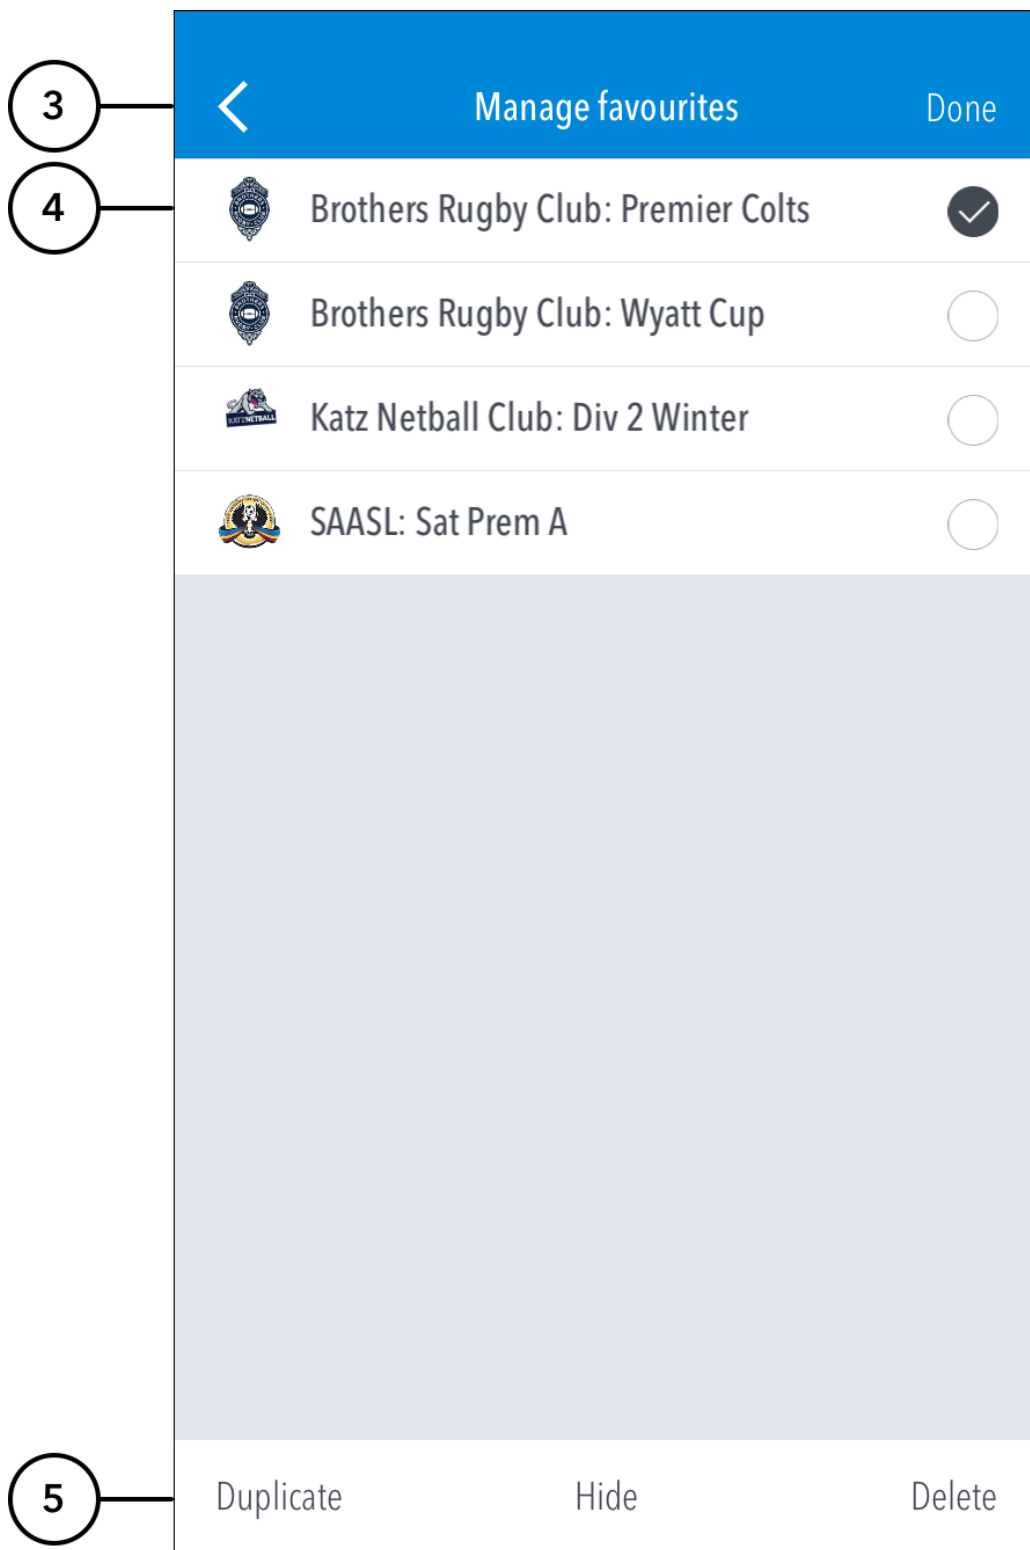 3
Manage favourites
Done
4
Brothers Rugby Club: Premier Colts
Brothers Rugby Club: Wyatt Cup
KATZNETBALL
Katz Netball Club: Div 2 Winter
SAASL: Sat Prem A
5
Duplicate
Hide
Delete